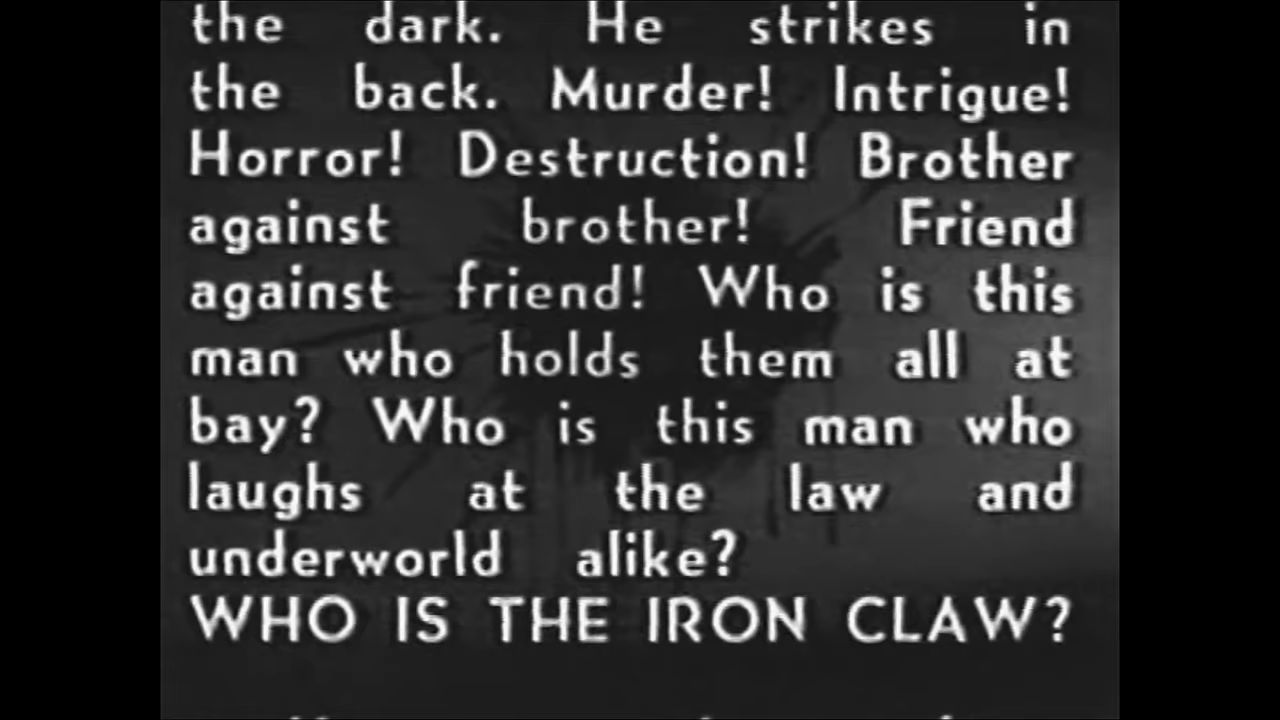 the dark. He strikes in
the back. Murder! Intrigue!
Horror! Destruction! Brother
against brother! Friend
against friend! Who is this
man who holds them all at
bay? Who is this man who
laughs at the law and
underworld alike?
WHO IS THE IRON CLAW?